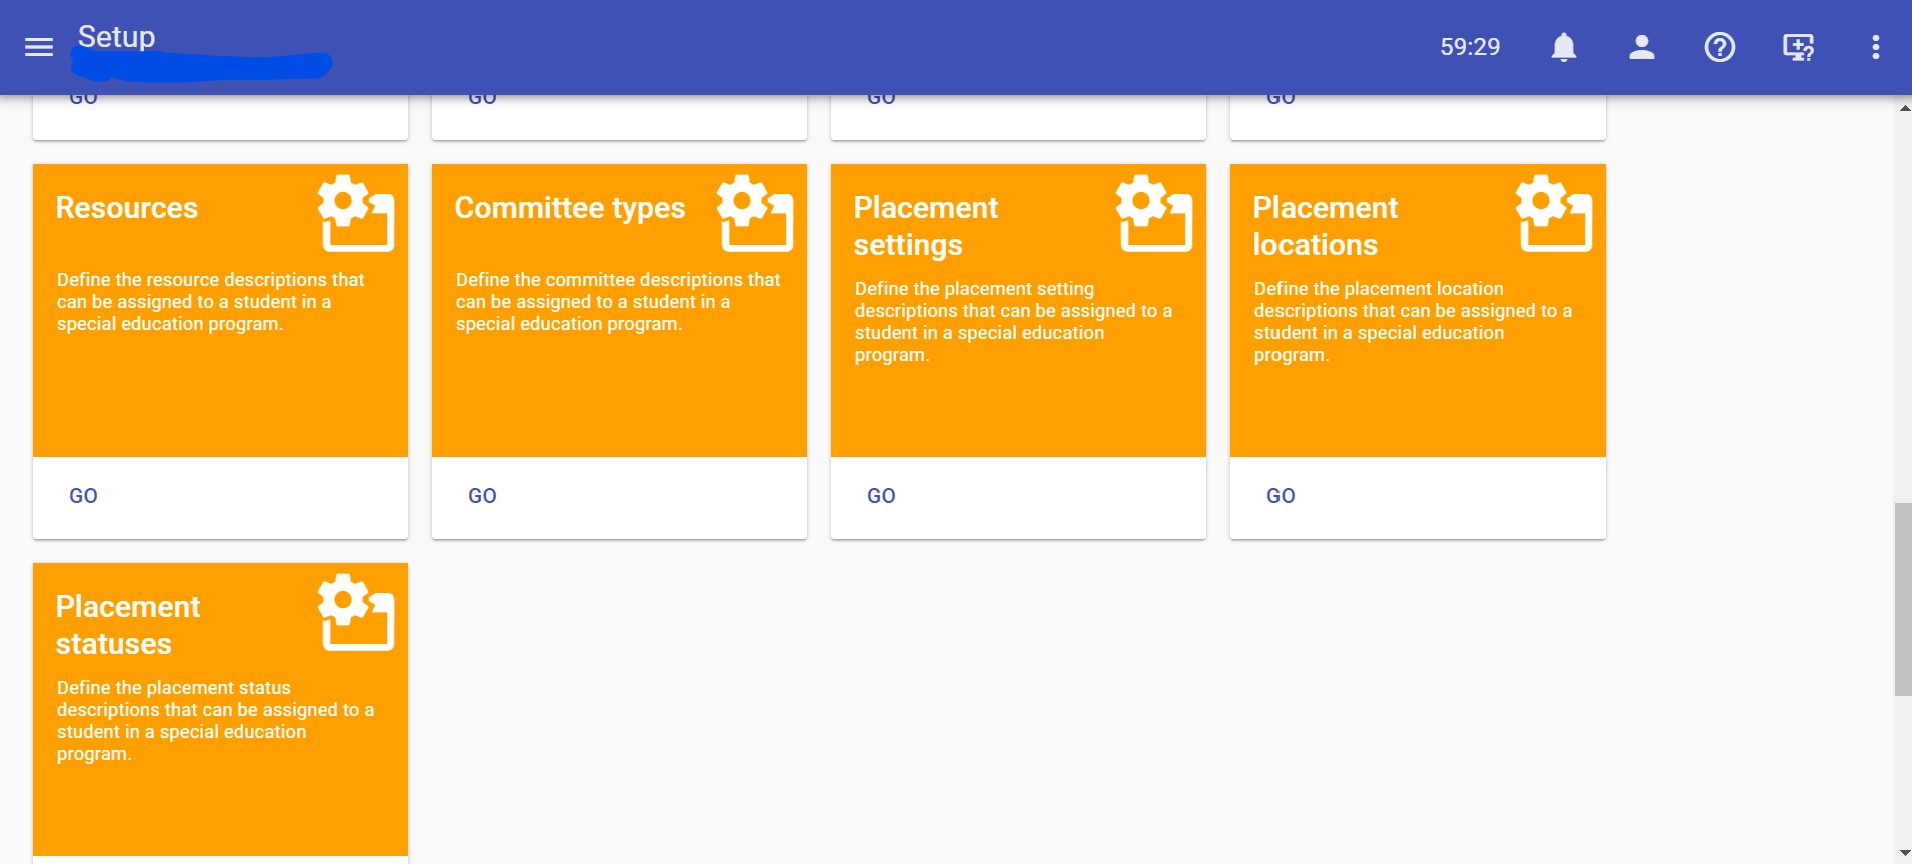 Setup
59:29
GO GO GO GO
Resources
Define the resource descriptions that
can be assigned to a student in a
special education program.
GO
Committee types
Define the committee descriptions that
can be assigned to a student in a
special education program.
GO
Placement
settings
Define the placement setting
descriptions that can be assigned to a
student in a special education
program.
GO
Placement
locations
Define the placement location
descriptions that can be assigned to a
student in a special education
program.
GO
Placement
statuses
Define the placement status
descriptions that can be assigned to a
student in a special education
program.